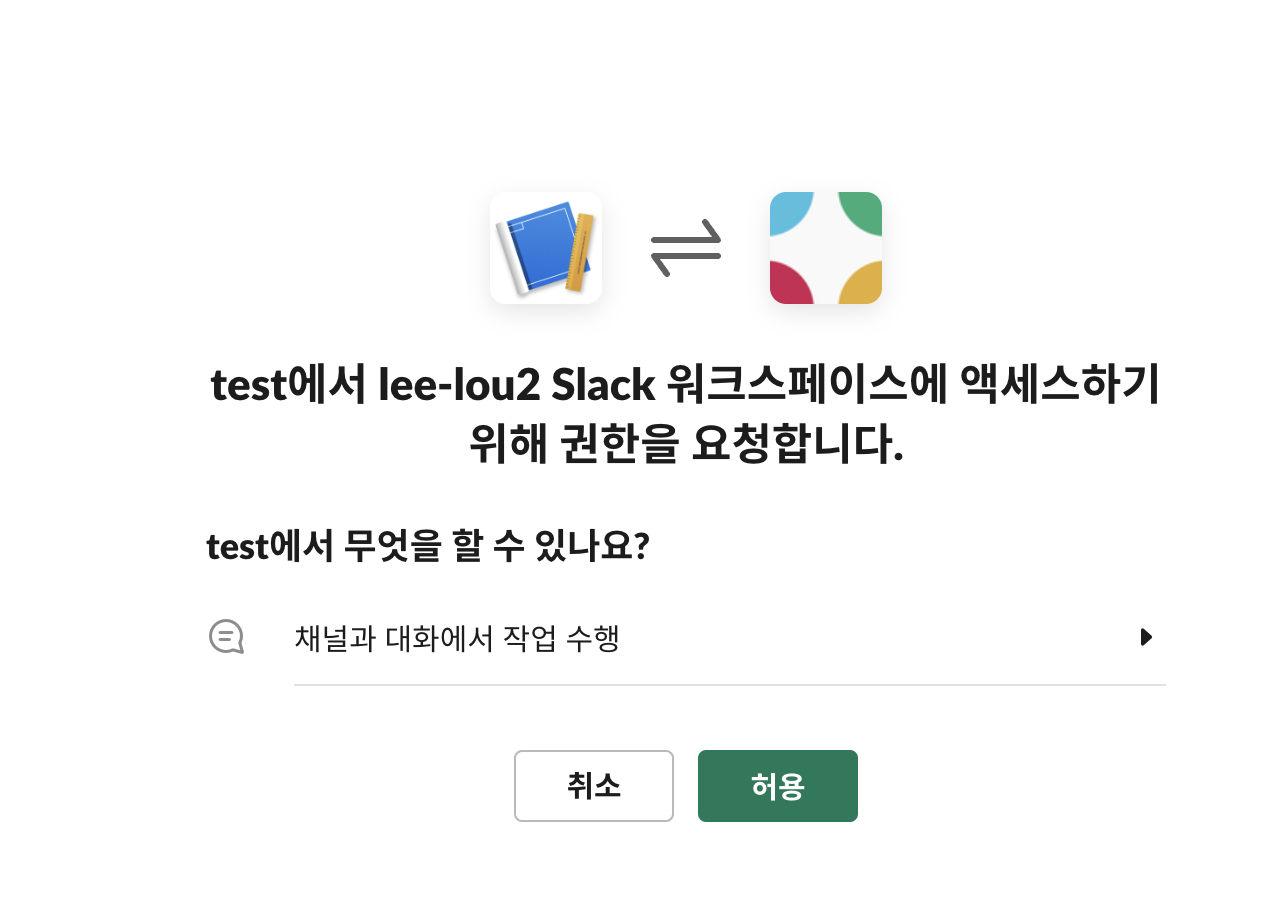 test에서 lee-lou2 Slack 워크스페이스에 액세스하기
위해 권한을 요청합니다.
test에서 무엇을 할 수 있나요?
채널과 대화에서 작업 수행
취소
허용